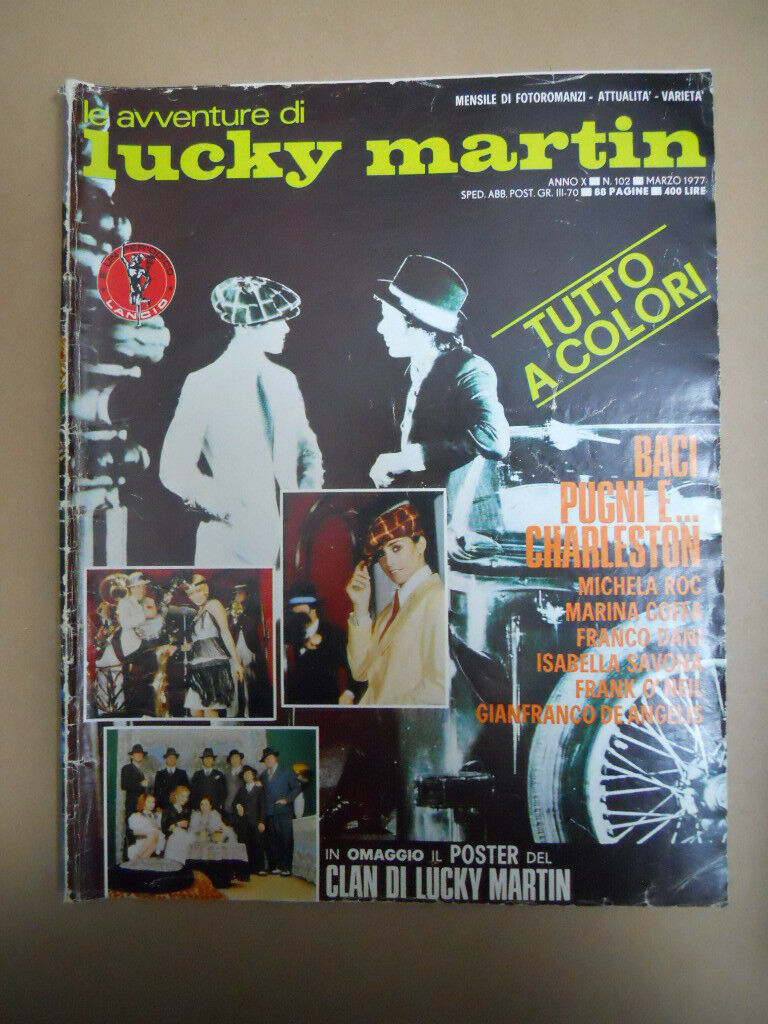 le avventure di
lucky martin
MENSILE DI FOTOROMANZI - ATTUALITA' - VARIETA'
ANNO X N. 102 MARZO 1977
SPED. ABB. POST. GR. III-70 88 PAGINE 400 LIRE
LANCIO
TUTTO
A COLORI
BACI
PUGNI E...
CHARLESTON
MICHELA ROC
MARINA COFFA
FRANCO DANI
ISABELLA SAVONA
FRANK O'NEIL
GIANFRANCO DE ANGELIS
IN OMAGGIO IL POSTER DEL
CLAN DI LUCKY MARTIN